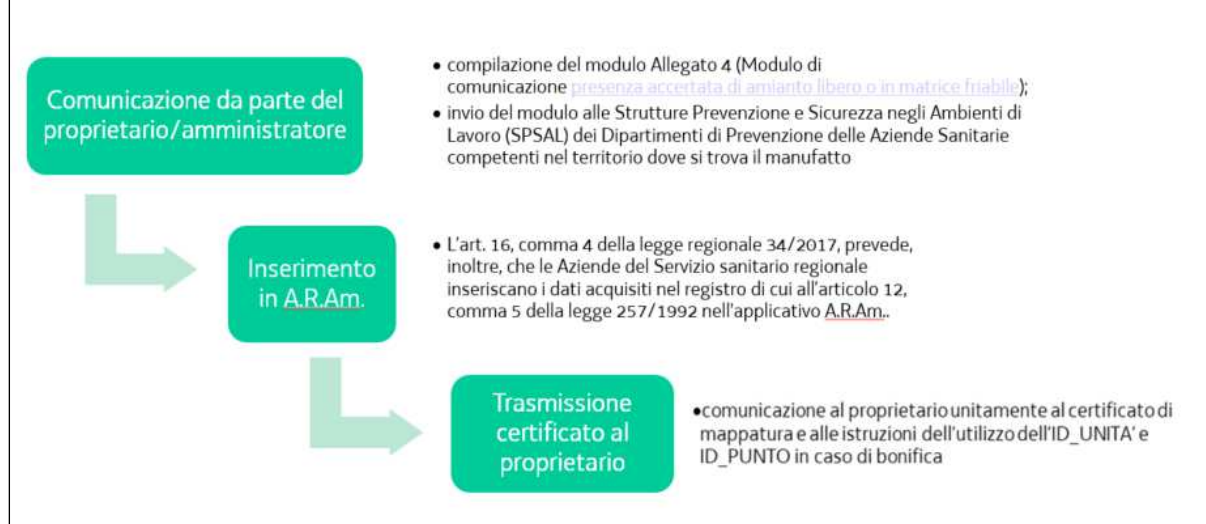 Comunicazione da parte del
proprietario/amministratore
• compilazione del modulo Allegato 4 (Modulo di
comunicazione presenza accertata di amianto libero o in matrice friabile);
• invio del modulo alle Strutture Prevenzione e Sicurezza negli Ambienti di
Lavoro (SPSAL) dei Dipartimenti di Prevenzione delle Aziende Sanitarie
competenti nel territorio dove si trova il manufatto
Inserimento
in A.R.Am.
• L'art. 16, comma 4 della legge regionale 34/2017, prevede,
inoltre, che le Aziende del Servizio sanitario regionale
inseriscano i dati acquisiti nel registro di cui all'articolo 12,
comma 5 della legge 257/1992 nell'applicativo A.R.Am..
Trasmissione
certificato al
proprietario
•comunicazione al proprietario unitamente al certificato di
mappatura e alle istruzioni dell'utilizzo dell'ID_UNITA' e
ID_PUNTO in caso di bonifica